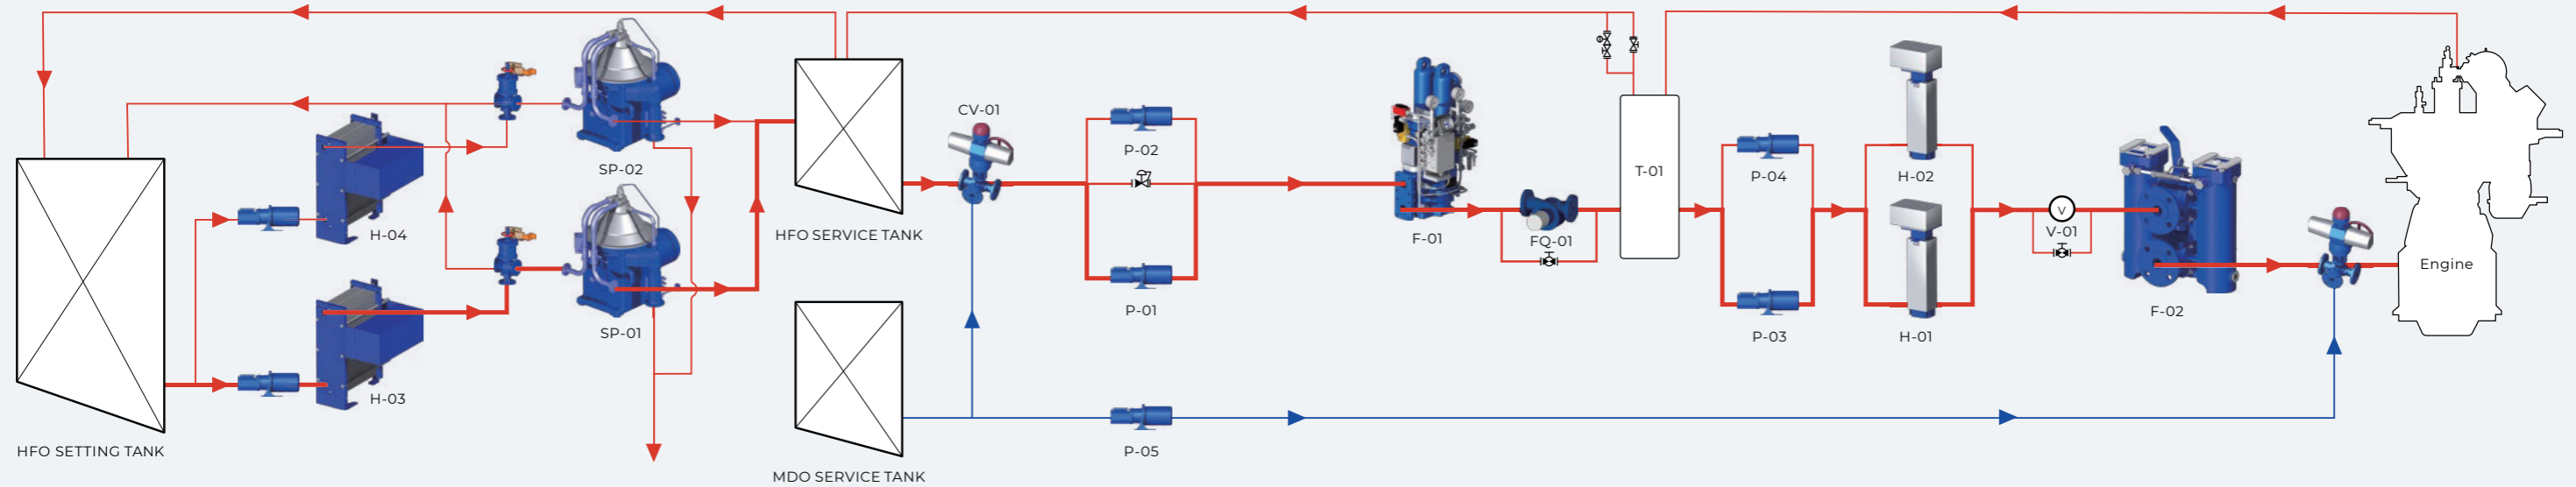 CV-01
P-02
SP-02
T-01
P-04
H-02
V
V-01
H-04
HFO SERVICE TANK
F-01
FQ-01
Engine
P-01
SP-01
P-03
H-01
F-02
H-03
HFO SETTING TANK
P-05
MDO SERVICE TANK